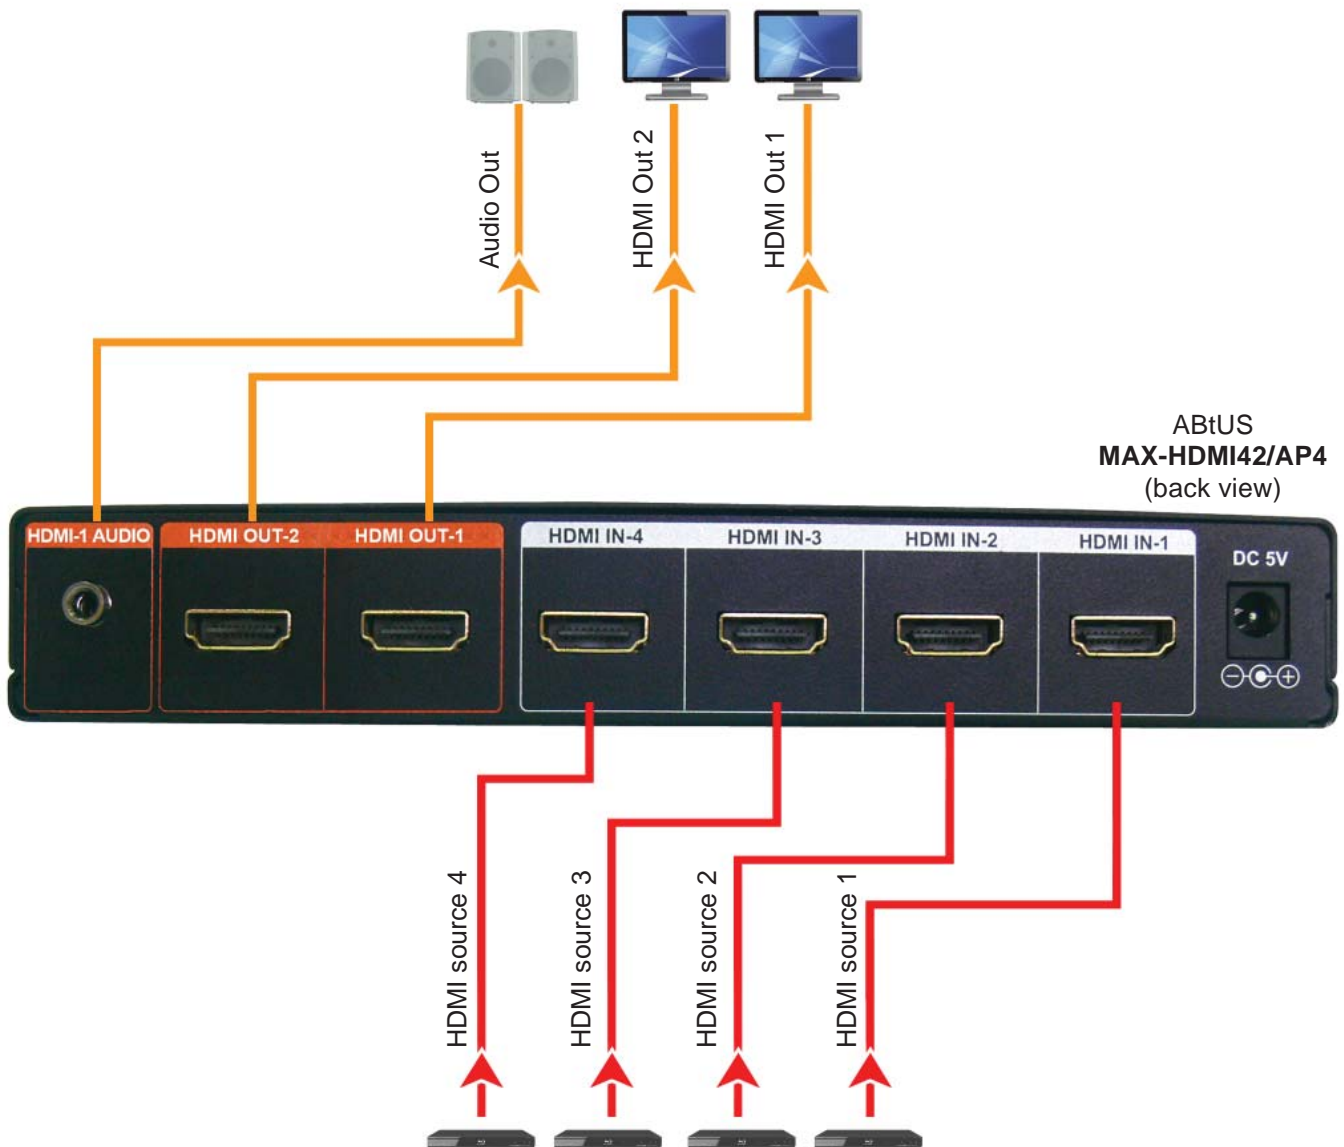 Audio Out
HDMI Out 2
HDMI Out 1
ABtUS
MAX-HDMI42/AP4
(back view)
HDMI-1 AUDIO
HDMI OUT-2
HDMI OUT-1
HDMI IN-4
HDMI IN-3
HDMI IN-2
HDMI IN-1
DC 5V
HDMI source 4
HDMI source 3
HDMI source 2
HDMI source 1